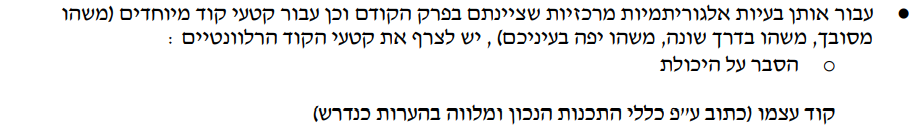 ● עבור אותן בעיות אלגוריתמיות מרכזיות שציינתם בפרק הקודם וכן עבור קטעי קוד מיוחדים (משהו
מסובך, משהו בדרך שונה, משהו יפה בעיניכם) , יש לצרף את קטעי הקוד הרלוונטיים :
○ הסבר על היכולת
קוד עצמו (כתוב ע"פ כללי התכנות הנכון ומלווה בהערות כנדרש)